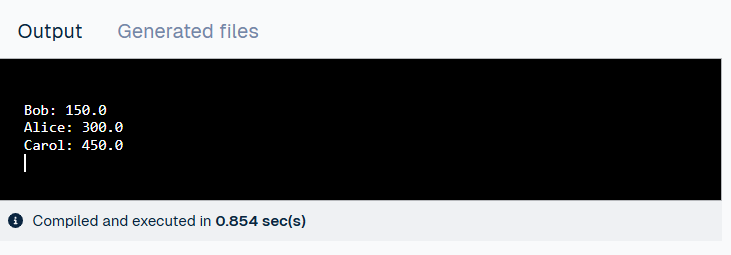 Output Generated files
Bob: 150.0
Alice: 300.0
Carol: 450.0
Compiled and executed in 0.854 sec(s)